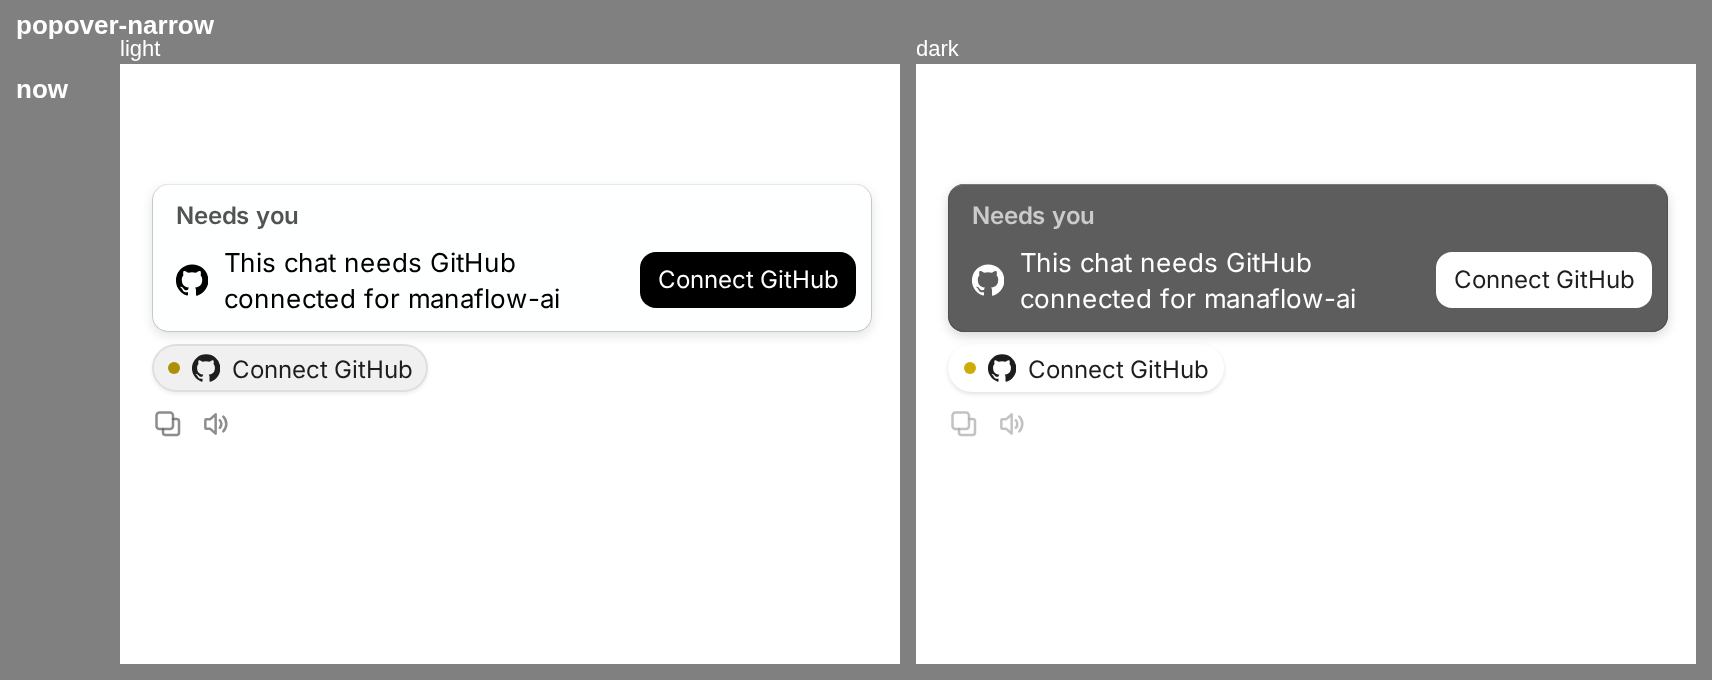 popover-narrow
light
dark
now
Needs you
This chat needs GitHub
connected for manaflow-ai
Connect GitHub
Connect GitHub
Needs you
This chat needs GitHub
connected for manaflow-ai
Connect GitHub
Connect GitHub